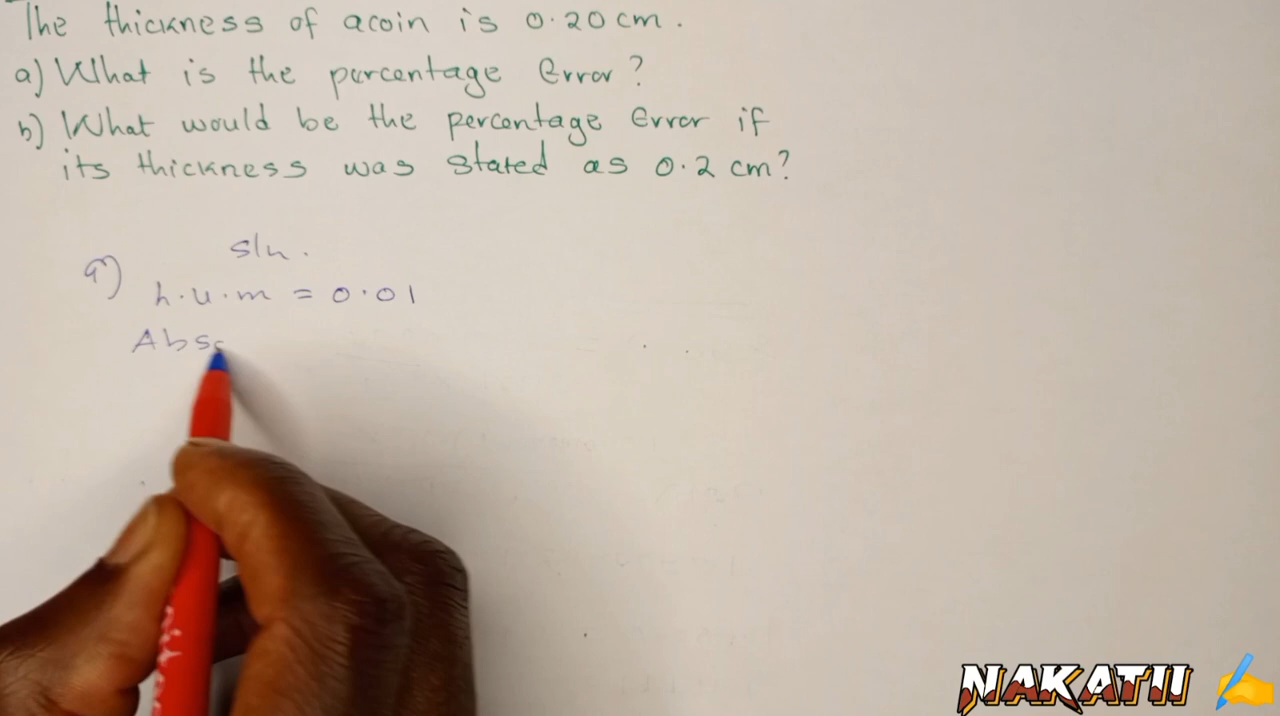 The thickness of acoin is 0.20 cm.
a) What is the percentage Error?
b) What would be the percentage Error if
its thickness was stated as 0.2 cm?
sln.
a)
h.u.m = 0.01
Abso
NAKATII